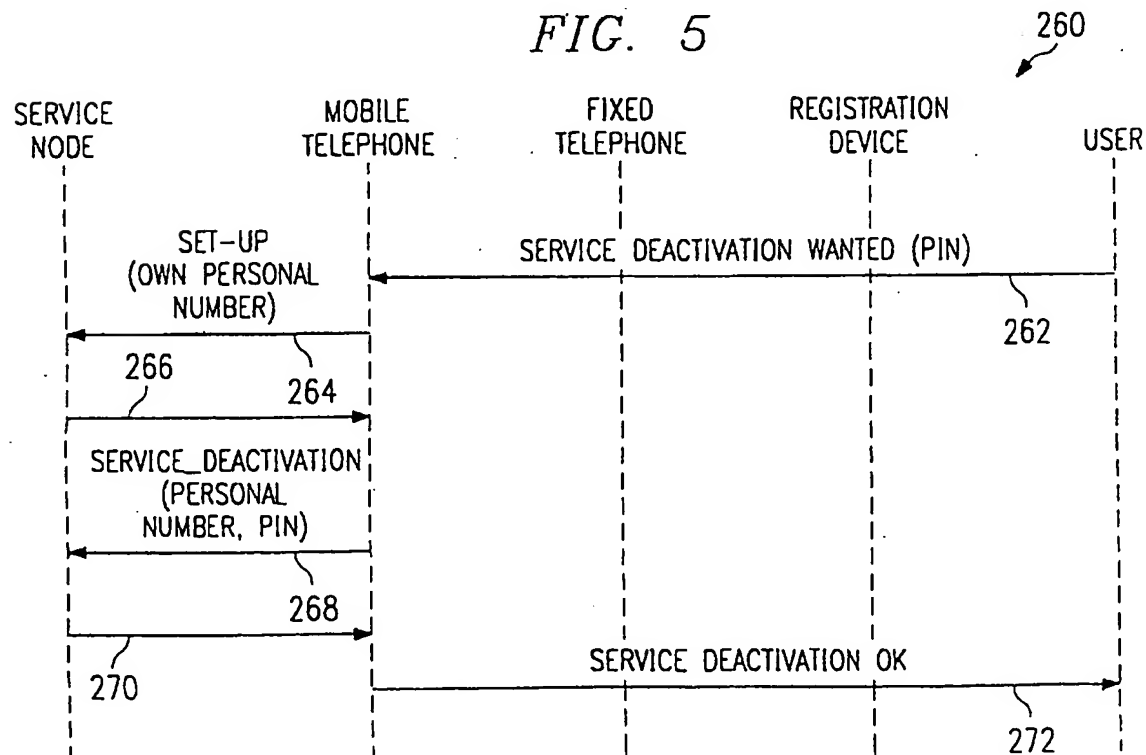 FIG. 5
260
SERVICE
NODE
MOBILE
TELEPHONE
FIXED
TELEPHONE
REGISTRATION
DEVICE
USER
SET-UP
(OWN PERSONAL
NUMBER)
SERVICE DEACTIVATION WANTED (PIN)
262
266
264
SERVICE_DEACTIVATION
(PERSONAL
NUMBER, PIN)
268
270
SERVICE DEACTIVATION OK
272